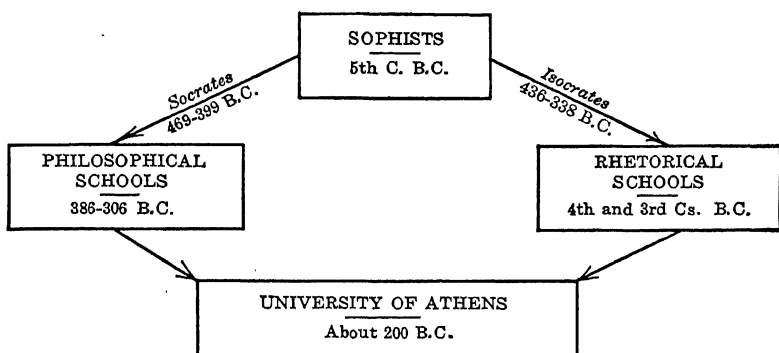 SOPHISTS
5th C. B.C.
Socrates
469-399 B.C.
Isocrates
436-338 B.C.
PHILOSOPHICAL
SCHOOLS
386-306 B.C.
RHETORICAL
SCHOOLS
4th and 3rd Cs. B.C.
UNIVERSITY OF ATHENS
About 200 B.C.